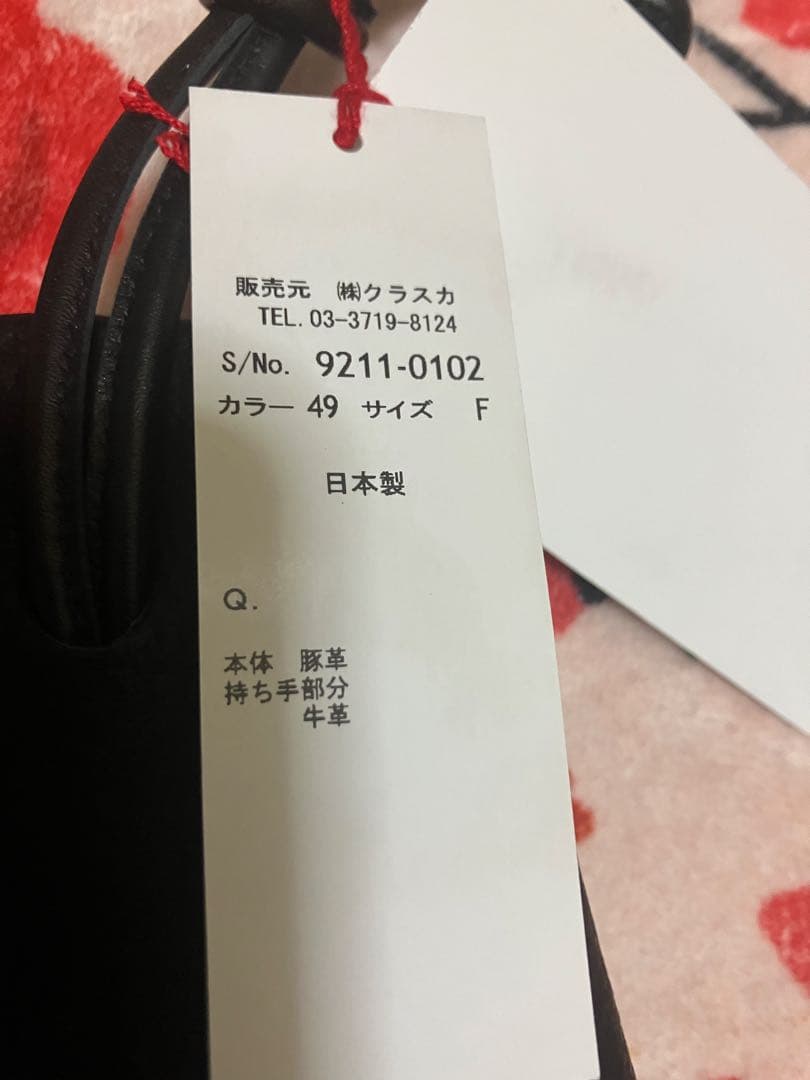 販売元　㈱クラスカ
TEL.03-3719-8124
S/No. 9211-0102
カラー 49　サイズ　F
日本製
Q.
本体　豚革
持ち手部分
牛革